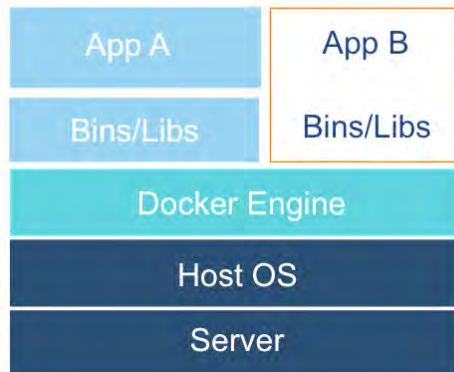 App A
App B
Bins/Libs
Bins/Libs
Docker Engine
Host OS
Server